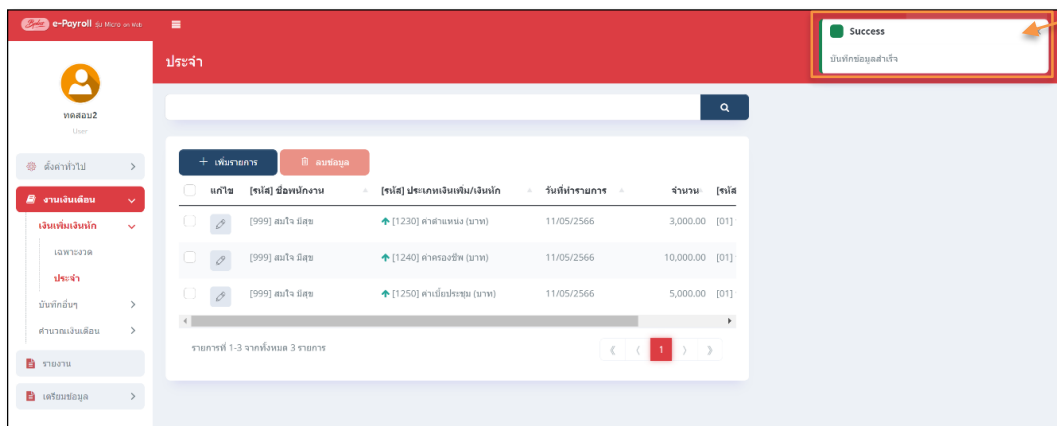 e-Payroll รุ่น Micro on Web
Success
บันทึกข้อมูลสำเร็จ
ประจำ
ทดสอบ2
User
ตั้งค่าทั่วไป
งานเงินเดือน
เงินเพิ่มเงินหัก
เฉพาะงวด
ประจำ
บันทึกอื่นๆ
คำนวณเงินเดือน
รายงาน
เตรียมข้อมูล
+ เพิ่มรายการ ลบข้อมูล
แก้ไข [รหัส] ชื่อพนักงาน [รหัส] ประเภทเงินเพิ่ม/เงินหัก วันที่ทำรายการ จำนวน [รหัส
[999] สมใจ มีสุข [1230] ค่าตำแหน่ง (บาท) 11/05/2566 3,000.00 [01]
[999] สมใจ มีสุข [1240] ค่าครองชีพ (บาท) 11/05/2566 10,000.00 [01]
[999] สมใจ มีสุข [1250] ค่าเบี้ยประชุม (บาท) 11/05/2566 5,000.00 [01]
รายการที่ 1-3 จากทั้งหมด 3 รายการ
1